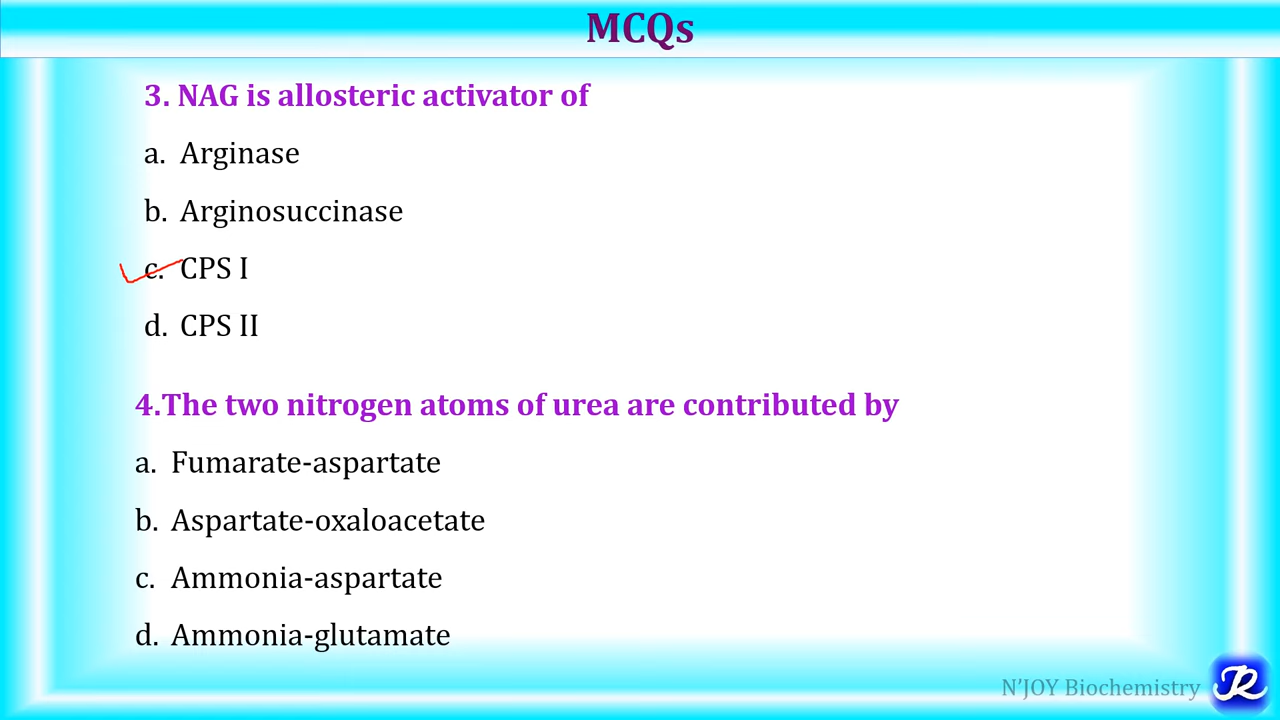 MCQs
3. NAG is allosteric activator of
a. Arginase
b. Arginosuccinase
c. CPS I
d. CPS II
4.The two nitrogen atoms of urea are contributed by
a. Fumarate-aspartate
b. Aspartate-oxaloacetate
c. Ammonia-aspartate
d. Ammonia-glutamate
N’JOY Biochemistry